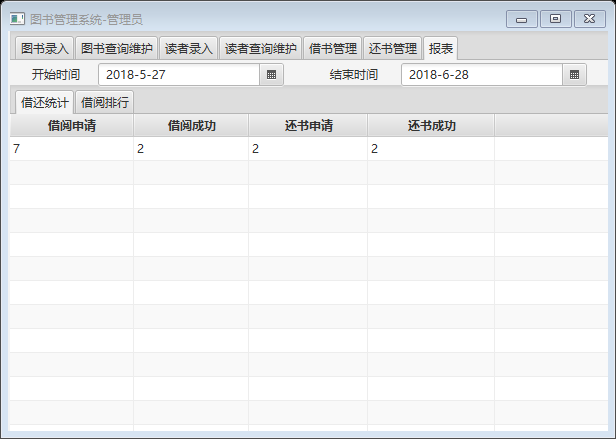 图书管理系统-管理员
图书录入 图书查询维护 读者录入 读者查询维护 借书管理 还书管理 报表
开始时间 2018-5-27 结束时间 2018-6-28
借还统计 借阅排行
借阅申请 借阅成功 还书申请 还书成功
7 2 2 2